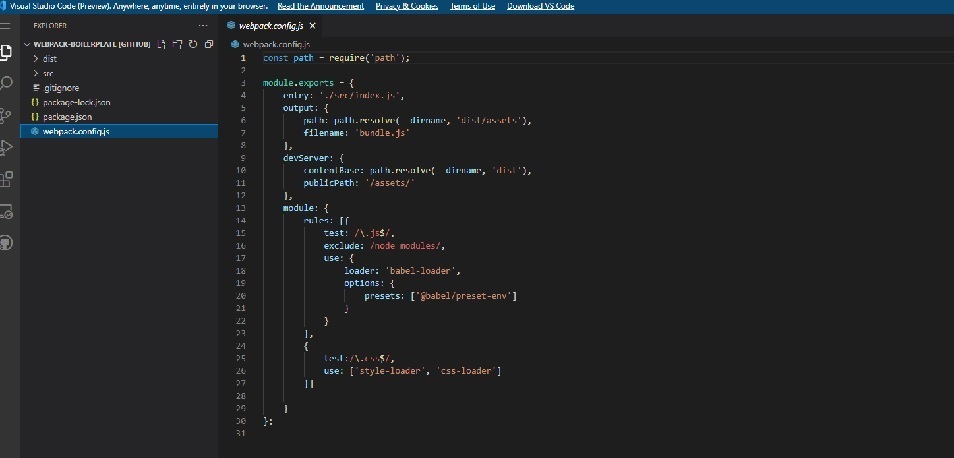 Visual Studio Code (Preview). Anywhere, anytime, entirely in your browser. Read the Announcement Privacy & Cookies Terms of Use Download VS Code
EXPLORER
WEBPACK-BOILERPLATE [GITHUB]
dist
src
.gitignore
package-lock.json
package.json
webpack.config.js
webpack.config.js
webpack.config.js
1 const path = require('path');
2
3 module.exports = {
4 entry: './src/index.js',
5 output: {
6 path: path.resolve(__dirname, 'dist/assets'),
7 filename: 'bundle.js'
8 },
9 devServer: {
10 contentBase: path.resolve(__dirname, 'dist'),
11 publicPath: '/assets/'
12 },
13 module: {
14 rules: [{
15 test: /\.js$/,
16 exclude: /node_modules/,
17 use: {
18 loader: 'babel-loader',
19 options: {
20 presets: ['@babel/preset-env']
21 }
22 }
23 },
24 {
25 test:/\.css$/,
26 use: ['style-loader', 'css-loader']
27 }]
28
29 }
30 };
31